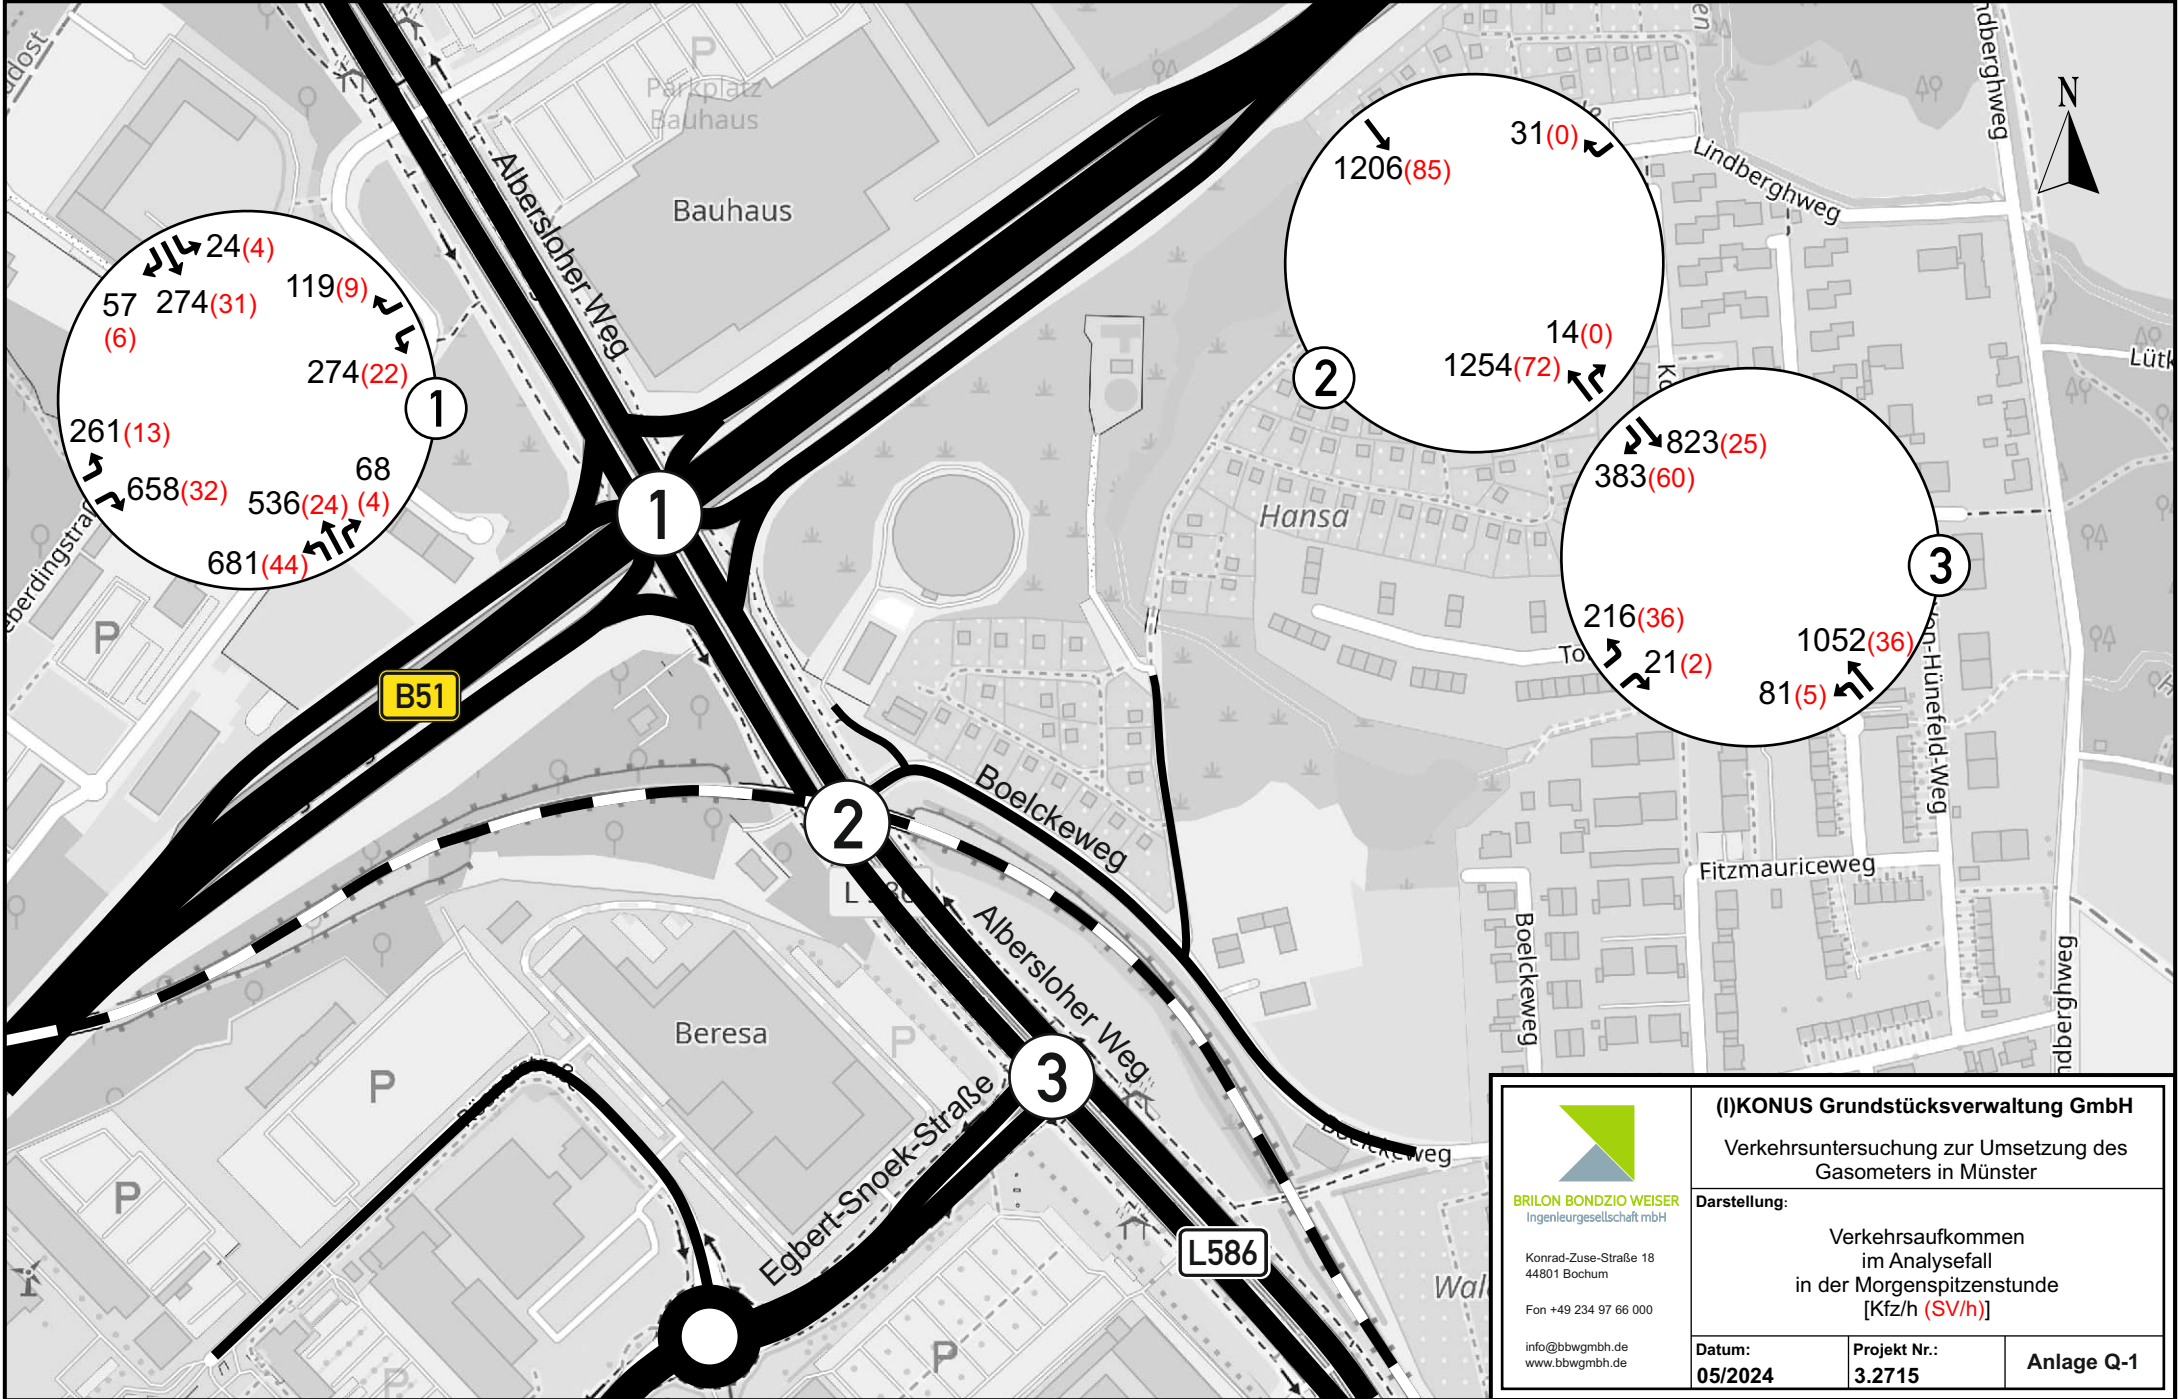 P
Parkplatz
Bauhaus
Bauhaus
Albersloher Weg
N
Lindberghweg
Lindberghweg
24(4)
119(9)
57
(6)
274(31)
274(22)
1
261(13)
658(32)
536(24)
68
(4)
681(44)
1206(85)
31(0)
14(0)
1254(72)
2
823(25)
383(60)
3
216(36)
21(2)
1052(36)
81(5)
1
Hansa
P
B51
2
Boelckeweg
Fitzmauriceweg
Albersloher Weg
Boelckeweg
Beresa
P
3
P
Egbert-Snoek-Straße
P
L586
Boelckeweg
P
P
(I)KONUS Grundstücksverwaltung GmbH
Verkehrsuntersuchung zur Umsetzung des
Gasometers in Münster
BRILON BONDZIO WEISER
Ingenieurgesellschaft mbH
Konrad-Zuse-Straße 18
44801 Bochum
Fon +49 234 97 66 000
info@bbwgmbh.de
www.bbwgmbh.de
Darstellung:
Verkehrsaufkommen
im Analysefall
in der Morgenspitzenstunde
[Kfz/h (SV/h)]
Datum:
05/2024
Projekt Nr.:
3.2715
Anlage Q-1